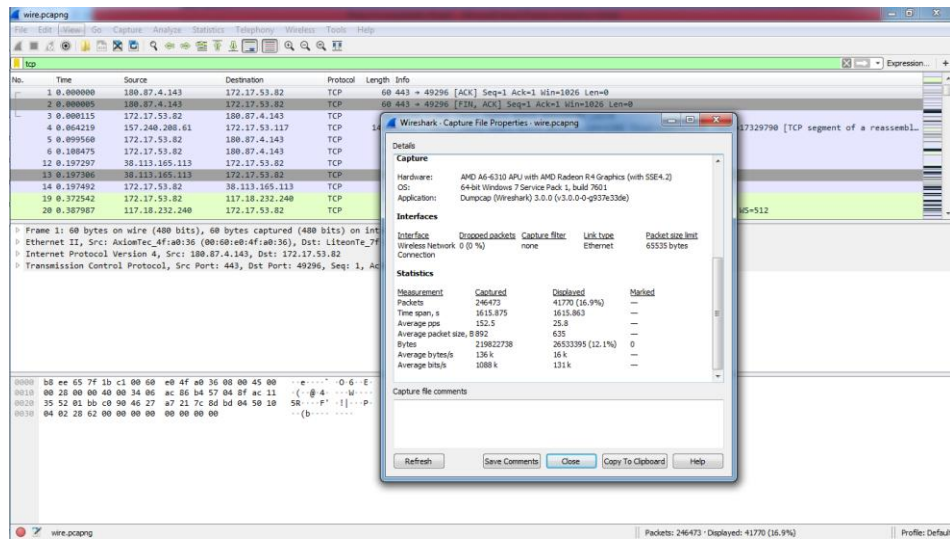 wire.pcapng
File Edit View Go Capture Analyze Statistics Telephony Wireless Tools Help
tcp
Expression... +
No. Time Source Destination Protocol Length Info
1 0.000000 180.87.4.143 172.17.53.82 TCP 60 443 → 49296 [ACK] Seq=1 Ack=1 Win=1026 Len=0
2 0.000005 180.87.4.143 172.17.53.82 TCP 60 443 → 49296 [FIN, ACK] Seq=1 Ack=1 Win=1026 Len=0
3 0.000115 172.17.53.82 180.87.4.143 TCP
4 0.064219 157.240.208.61 172.17.53.117 TCP 14 17329790 [TCP segment of a reassembl…
5 0.099560 172.17.53.82 180.87.4.143 TCP
6 0.108475 172.17.53.82 180.87.4.143 TCP
12 0.197297 38.113.165.113 172.17.53.82 TCP
13 0.197306 38.113.165.113 172.17.53.82 TCP
14 0.197492 172.17.53.82 38.113.165.113 TCP
19 0.372542 172.17.53.82 117.18.232.240 TCP
20 0.387987 117.18.232.240 172.17.53.82 TCP WS=512
Frame 1: 60 bytes on wire (480 bits), 60 bytes captured (480 bits) on int
Ethernet II, Src: AxiomTec_4f:a0:36 (00:60:e0:4f:a0:36), Dst: LiteonTe_7f
Internet Protocol Version 4, Src: 180.87.4.143, Dst: 172.17.53.82
Transmission Control Protocol, Src Port: 443, Dst Port: 49296, Seq: 1, Ac
0000 b8 ee 65 7f 1b c1 00 60 e0 4f a0 36 08 00 45 00 ··e····` ·O·6··E·
0010 00 28 00 00 40 00 34 06 ac 86 b4 57 04 8f ac 11 ·(··@·4· ···W····
0020 35 52 01 bb c0 90 46 27 a7 21 7c 8d bd 04 50 10 5R····F' ·!|···P·
0030 04 02 28 62 00 00 00 00 00 00 00 00 ··(b···· ····
Wireshark · Capture File Properties · wire.pcapng
Details
Capture
Hardware: AMD A6-6310 APU with AMD Radeon R4 Graphics (with SSE4.2)
OS: 64-bit Windows 7 Service Pack 1, build 7601
Application: Dumpcap (Wireshark) 3.0.0 (v3.0.0-0-g937e33de)
Interfaces
Interface Dropped packets Capture filter Link type Packet size limit
Wireless Network 0 (0 %) none Ethernet 65535 bytes
Connection
Statistics
Measurement Captured Displayed Marked
Packets 246473 41770 (16.9%) —
Time span, s 1615.875 1615.863 —
Average pps 152.5 25.8 —
Average packet size, B 892 635 —
Bytes 219822738 26533395 (12.1%) 0
Average bytes/s 136 k 16 k —
Average bits/s 1088 k 131 k —
Capture file comments
Refresh Save Comments Close Copy To Clipboard Help
wire.pcapng Packets: 246473 · Displayed: 41770 (16.9%) Profile: Defaul